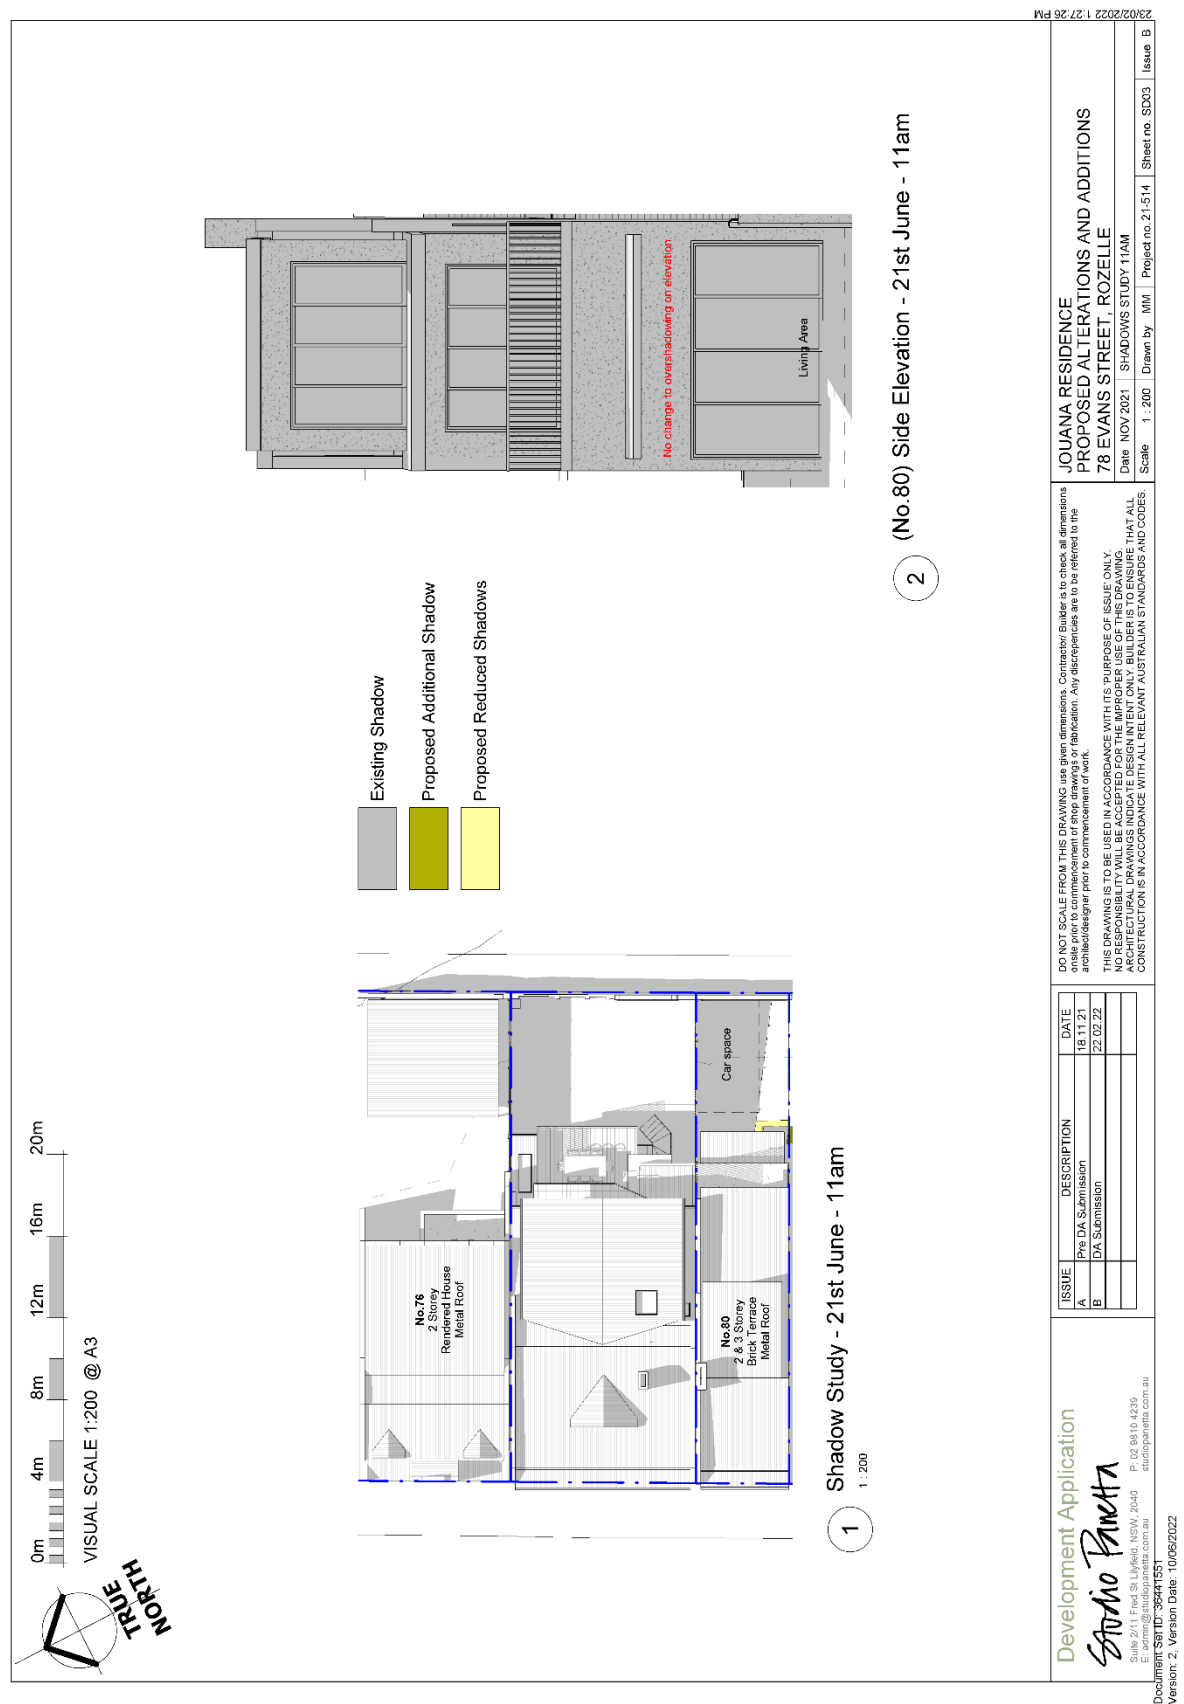 0m 4m 8m 12m 16m 20m
VISUAL SCALE 1:200 @ A3
TRUE
NORTH
No.76
2 Storey
Rendered House
Metal Roof
No.80
2 & 3 Storey
Brick Terrace
Metal Roof
Car space
1
Shadow Study - 21st June - 11am
1 : 200
Existing Shadow
Proposed Additional Shadow
Proposed Reduced Shadows
No change to overshadowing on elevation
Living Area
2
(No.80) Side Elevation - 21st June - 11am
Development Application
Studio Panetta
Suite 2/11 Fred St Lilyfield, NSW, 2040 P: 02 9810 4239
E: admin@studiopanetta.com.au studiopanetta.com.au
ISSUE DESCRIPTION DATE
A Pre DA Submission 18.11.21
B DA Submission 22.02.22
DO NOT SCALE FROM THIS DRAWING use given dimensions. Contractor/ Builder is to check all dimensions
onsite prior to commencement of shop drawings or fabrication. Any discrepencies are to be referred to the
architect/designer prior to commencement of work.
THIS DRAWING IS TO BE USED IN ACCORDANCE WITH ITS 'PURPOSE OF ISSUE' ONLY.
NO RESPONSIBILITY WILL BE ACCEPTED FOR THE IMPROPER USE OF THIS DRAWING.
ARCHITECTURAL DRAWINGS INDICATE DESIGN INTENT ONLY. BUILDER IS TO ENSURE THAT ALL
CONSTRUCTION IS IN ACCORDANCE WITH ALL RELEVANT AUSTRALIAN STANDARDS AND CODES.
JOUANA RESIDENCE
PROPOSED ALTERATIONS AND ADDITIONS
78 EVANS STREET, ROZELLE
Date NOV 2021 SHADOWS STUDY 11AM
Scale 1 : 200 Drawn by MM Project no. 21-514 Sheet no. SD03 Issue B
23/02/2022 1:27:26 PM
Document Set ID: 36441551
Version: 2, Version Date: 10/06/2022